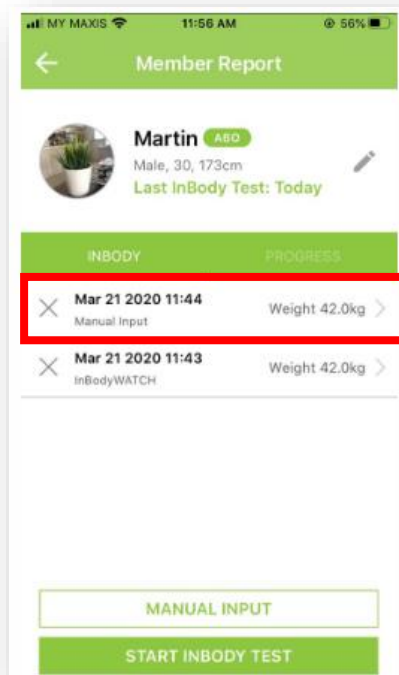 MY MAXIS 11:56 AM 56%
Member Report
Martin ABO
Male, 30, 173cm
Last InBody Test: Today
INBODY PROGRESS
Mar 21 2020 11:44 Weight 42.0kg
Manual Input
Mar 21 2020 11:43 Weight 42.0kg
InBodyWATCH
MANUAL INPUT
START INBODY TEST